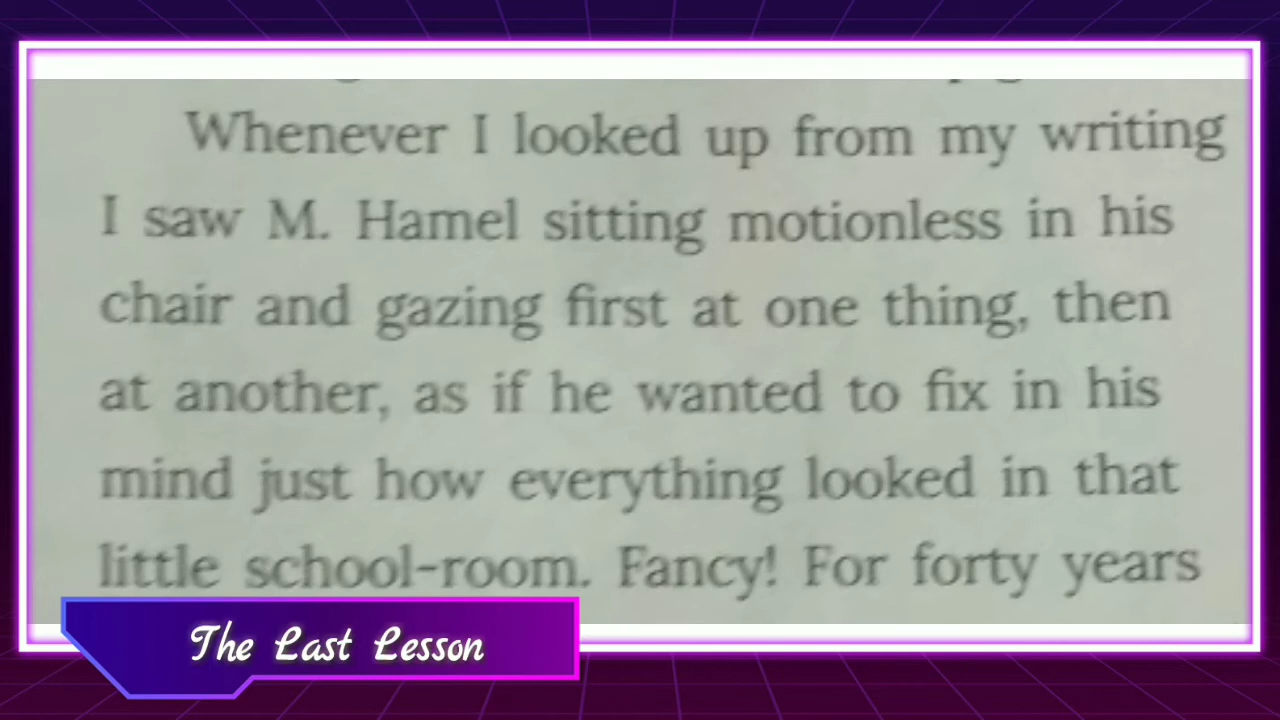 Whenever I looked up from my writing
I saw M. Hamel sitting motionless in his
chair and gazing first at one thing, then
at another, as if he wanted to fix in his
mind just how everything looked in that
little school-room. Fancy! For forty years
The Last Lesson